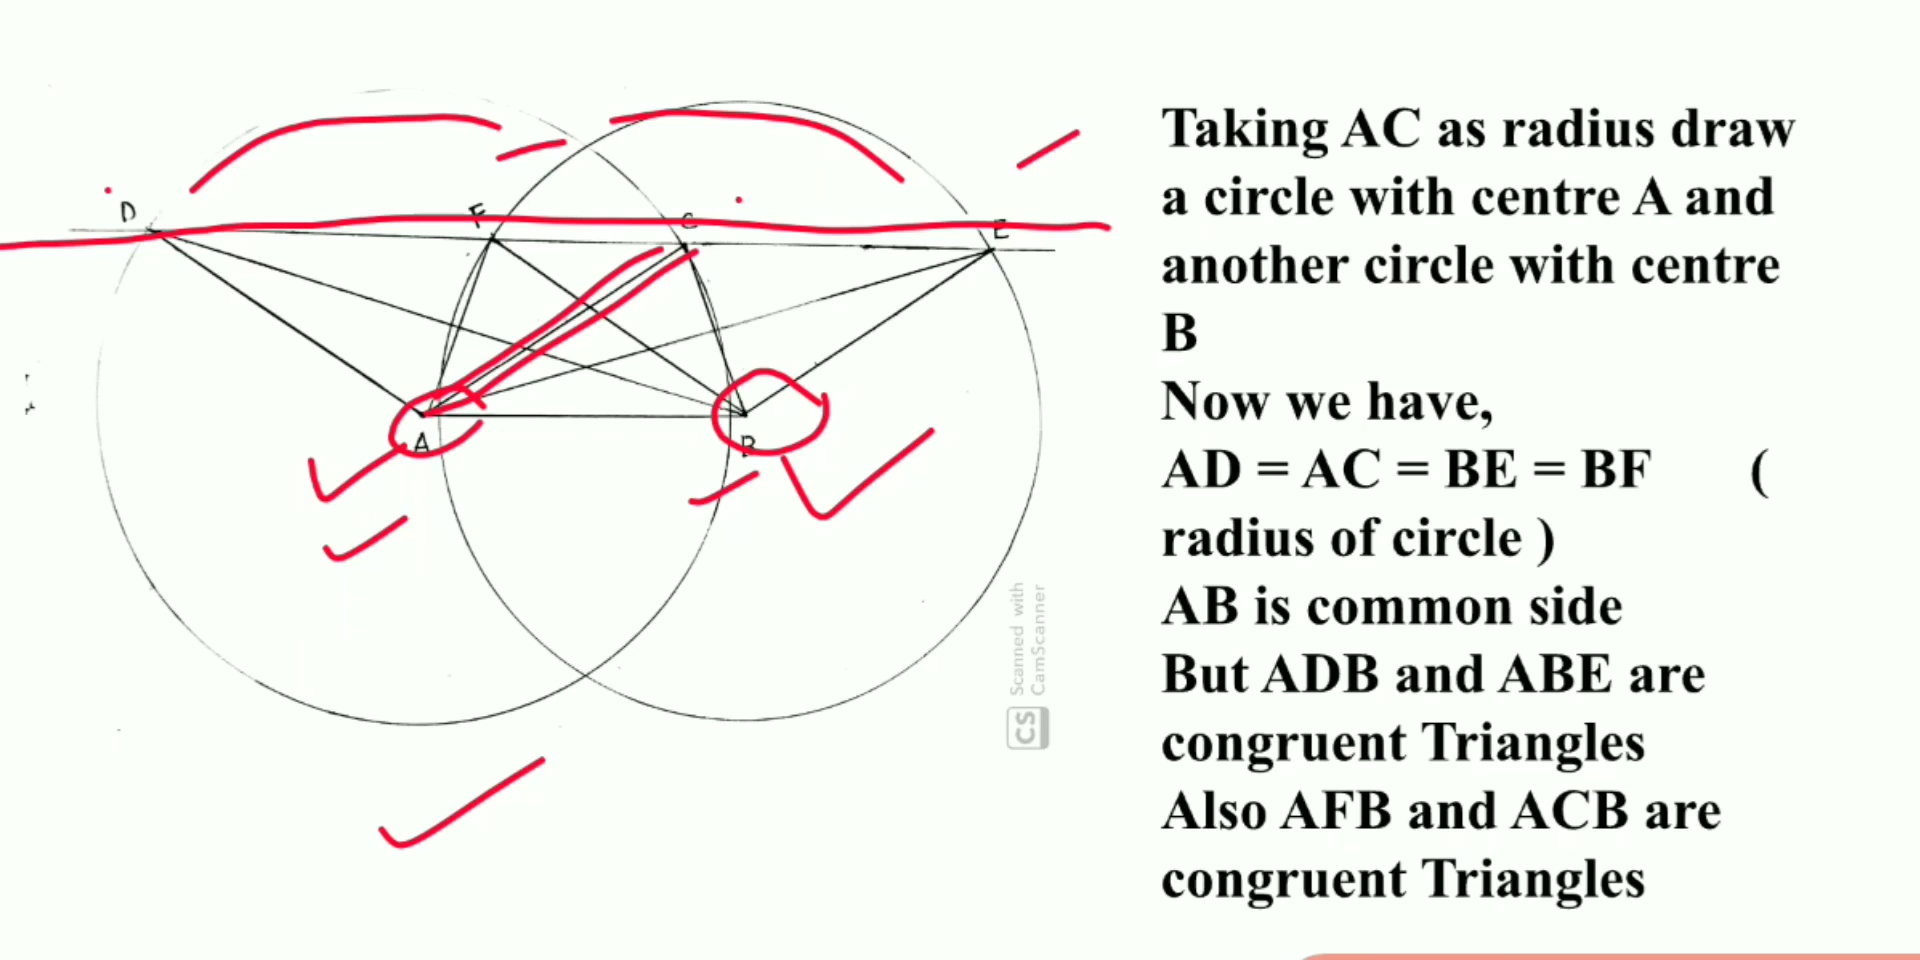 D
F
C
E
A
B
Scanned with
CamScanner
CS
Taking AC as radius draw
a circle with centre A and
another circle with centre
B
Now we have,
AD = AC = BE = BF (
radius of circle )
AB is common side
But ADB and ABE are
congruent Triangles
Also AFB and ACB are
congruent Triangles